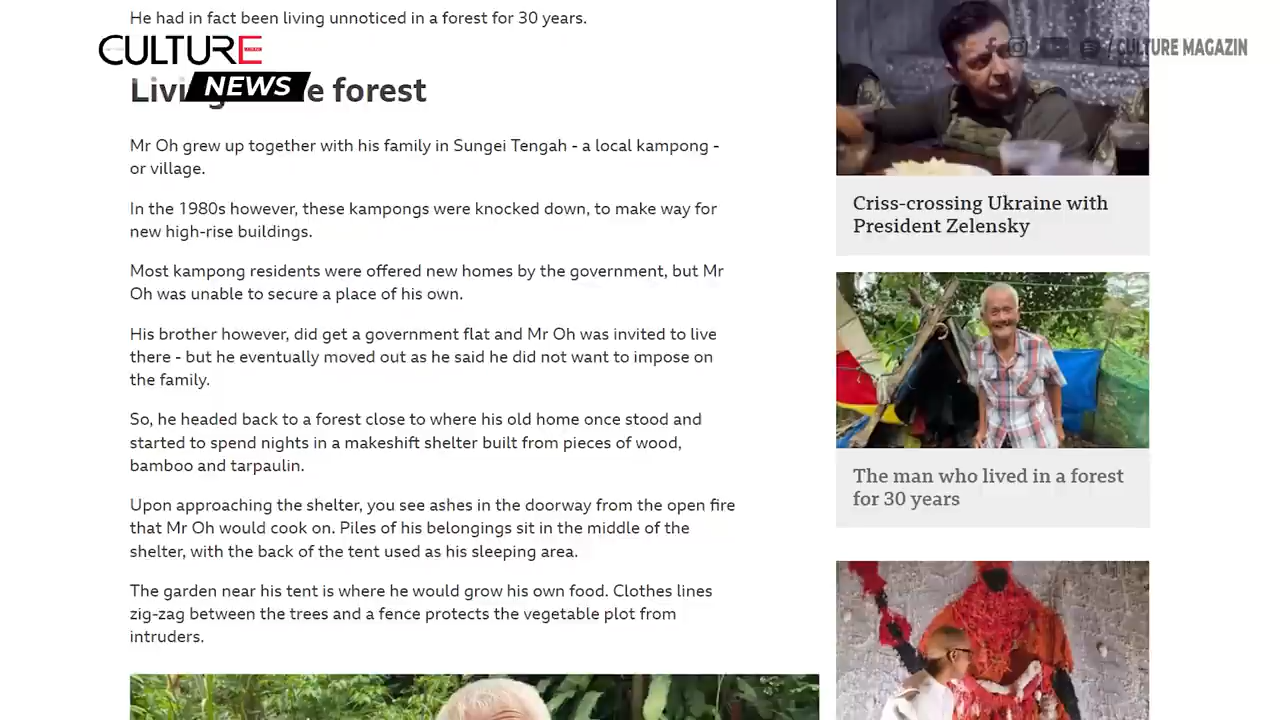 He had in fact been living unnoticed in a forest for 30 years.
CULTURE
NEWS
/ CULTURE MAGAZIN
Livi e forest
Mr Oh grew up together with his family in Sungei Tengah - a local kampong -
or village.
In the 1980s however, these kampongs were knocked down, to make way for
new high-rise buildings.
Most kampong residents were offered new homes by the government, but Mr
Oh was unable to secure a place of his own.
His brother however, did get a government flat and Mr Oh was invited to live
there - but he eventually moved out as he said he did not want to impose on
the family.
So, he headed back to a forest close to where his old home once stood and
started to spend nights in a makeshift shelter built from pieces of wood,
bamboo and tarpaulin.
Upon approaching the shelter, you see ashes in the doorway from the open fire
that Mr Oh would cook on. Piles of his belongings sit in the middle of the
shelter, with the back of the tent used as his sleeping area.
The garden near his tent is where he would grow his own food. Clothes lines
zig-zag between the trees and a fence protects the vegetable plot from
intruders.
Criss-crossing Ukraine with
President Zelensky
The man who lived in a forest
for 30 years